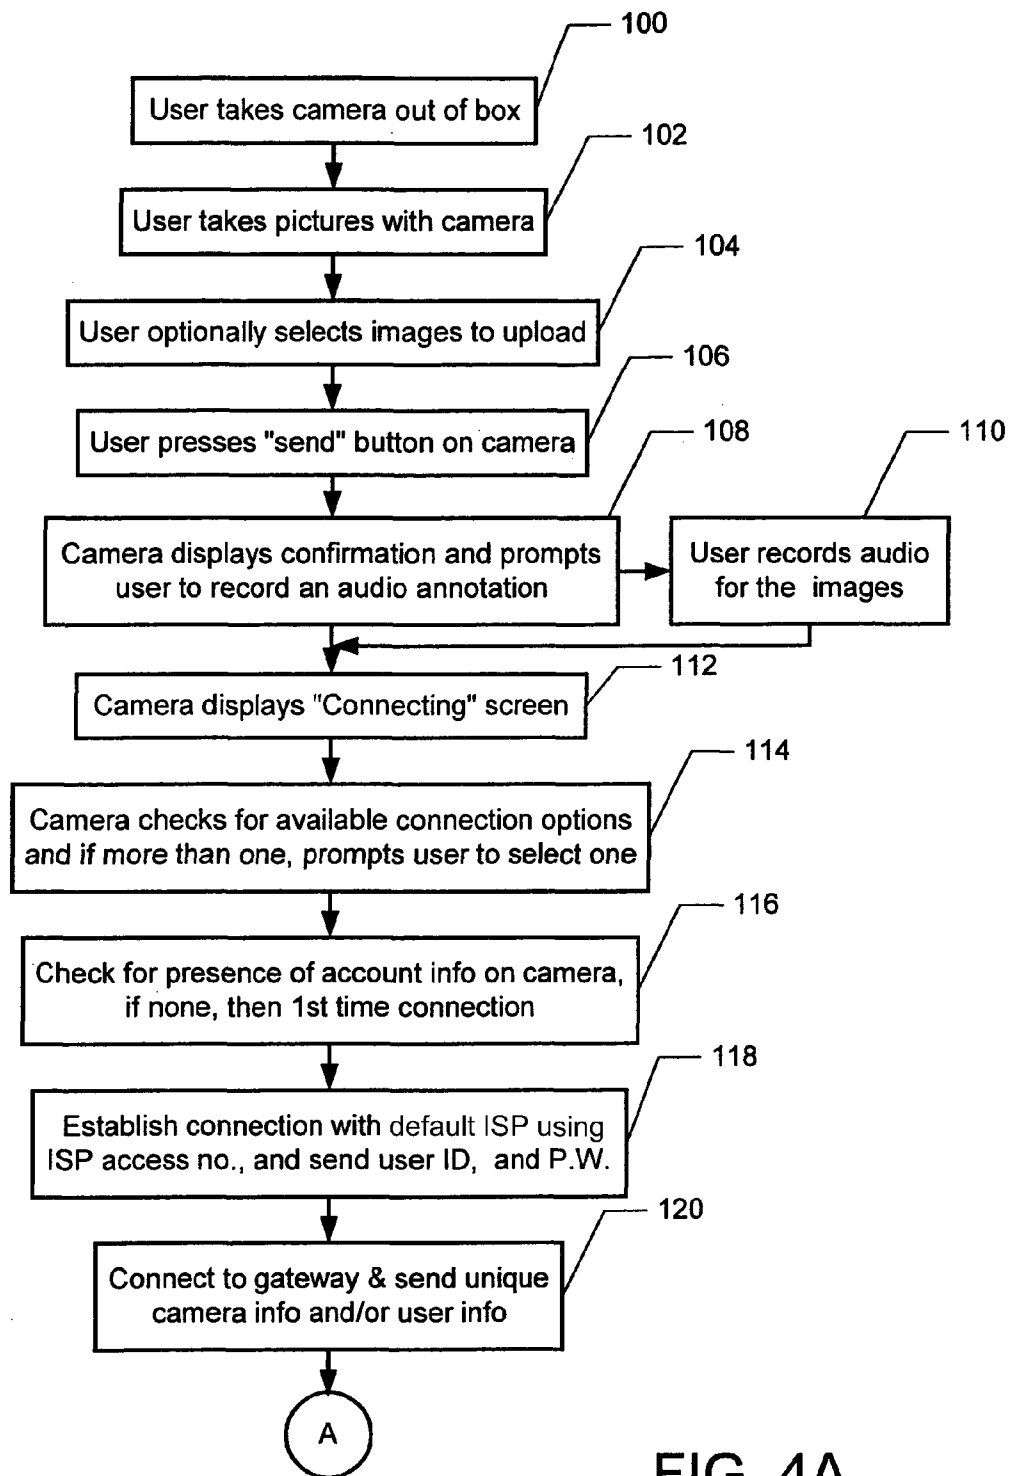 100
User takes camera out of box
102
User takes pictures with camera
104
User optionally selects images to upload
106
User presses "send" button on camera
108
110
Camera displays confirmation and prompts
user to record an audio annotation
User records audio
for the images
112
Camera displays "Connecting" screen
114
Camera checks for available connection options
and if more than one, prompts user to select one
116
Check for presence of account info on camera,
if none, then 1st time connection
118
Establish connection with default ISP using
ISP access no., and send user ID, and P.W.
120
Connect to gateway & send unique
camera info and/or user info
A
FIG. 4A